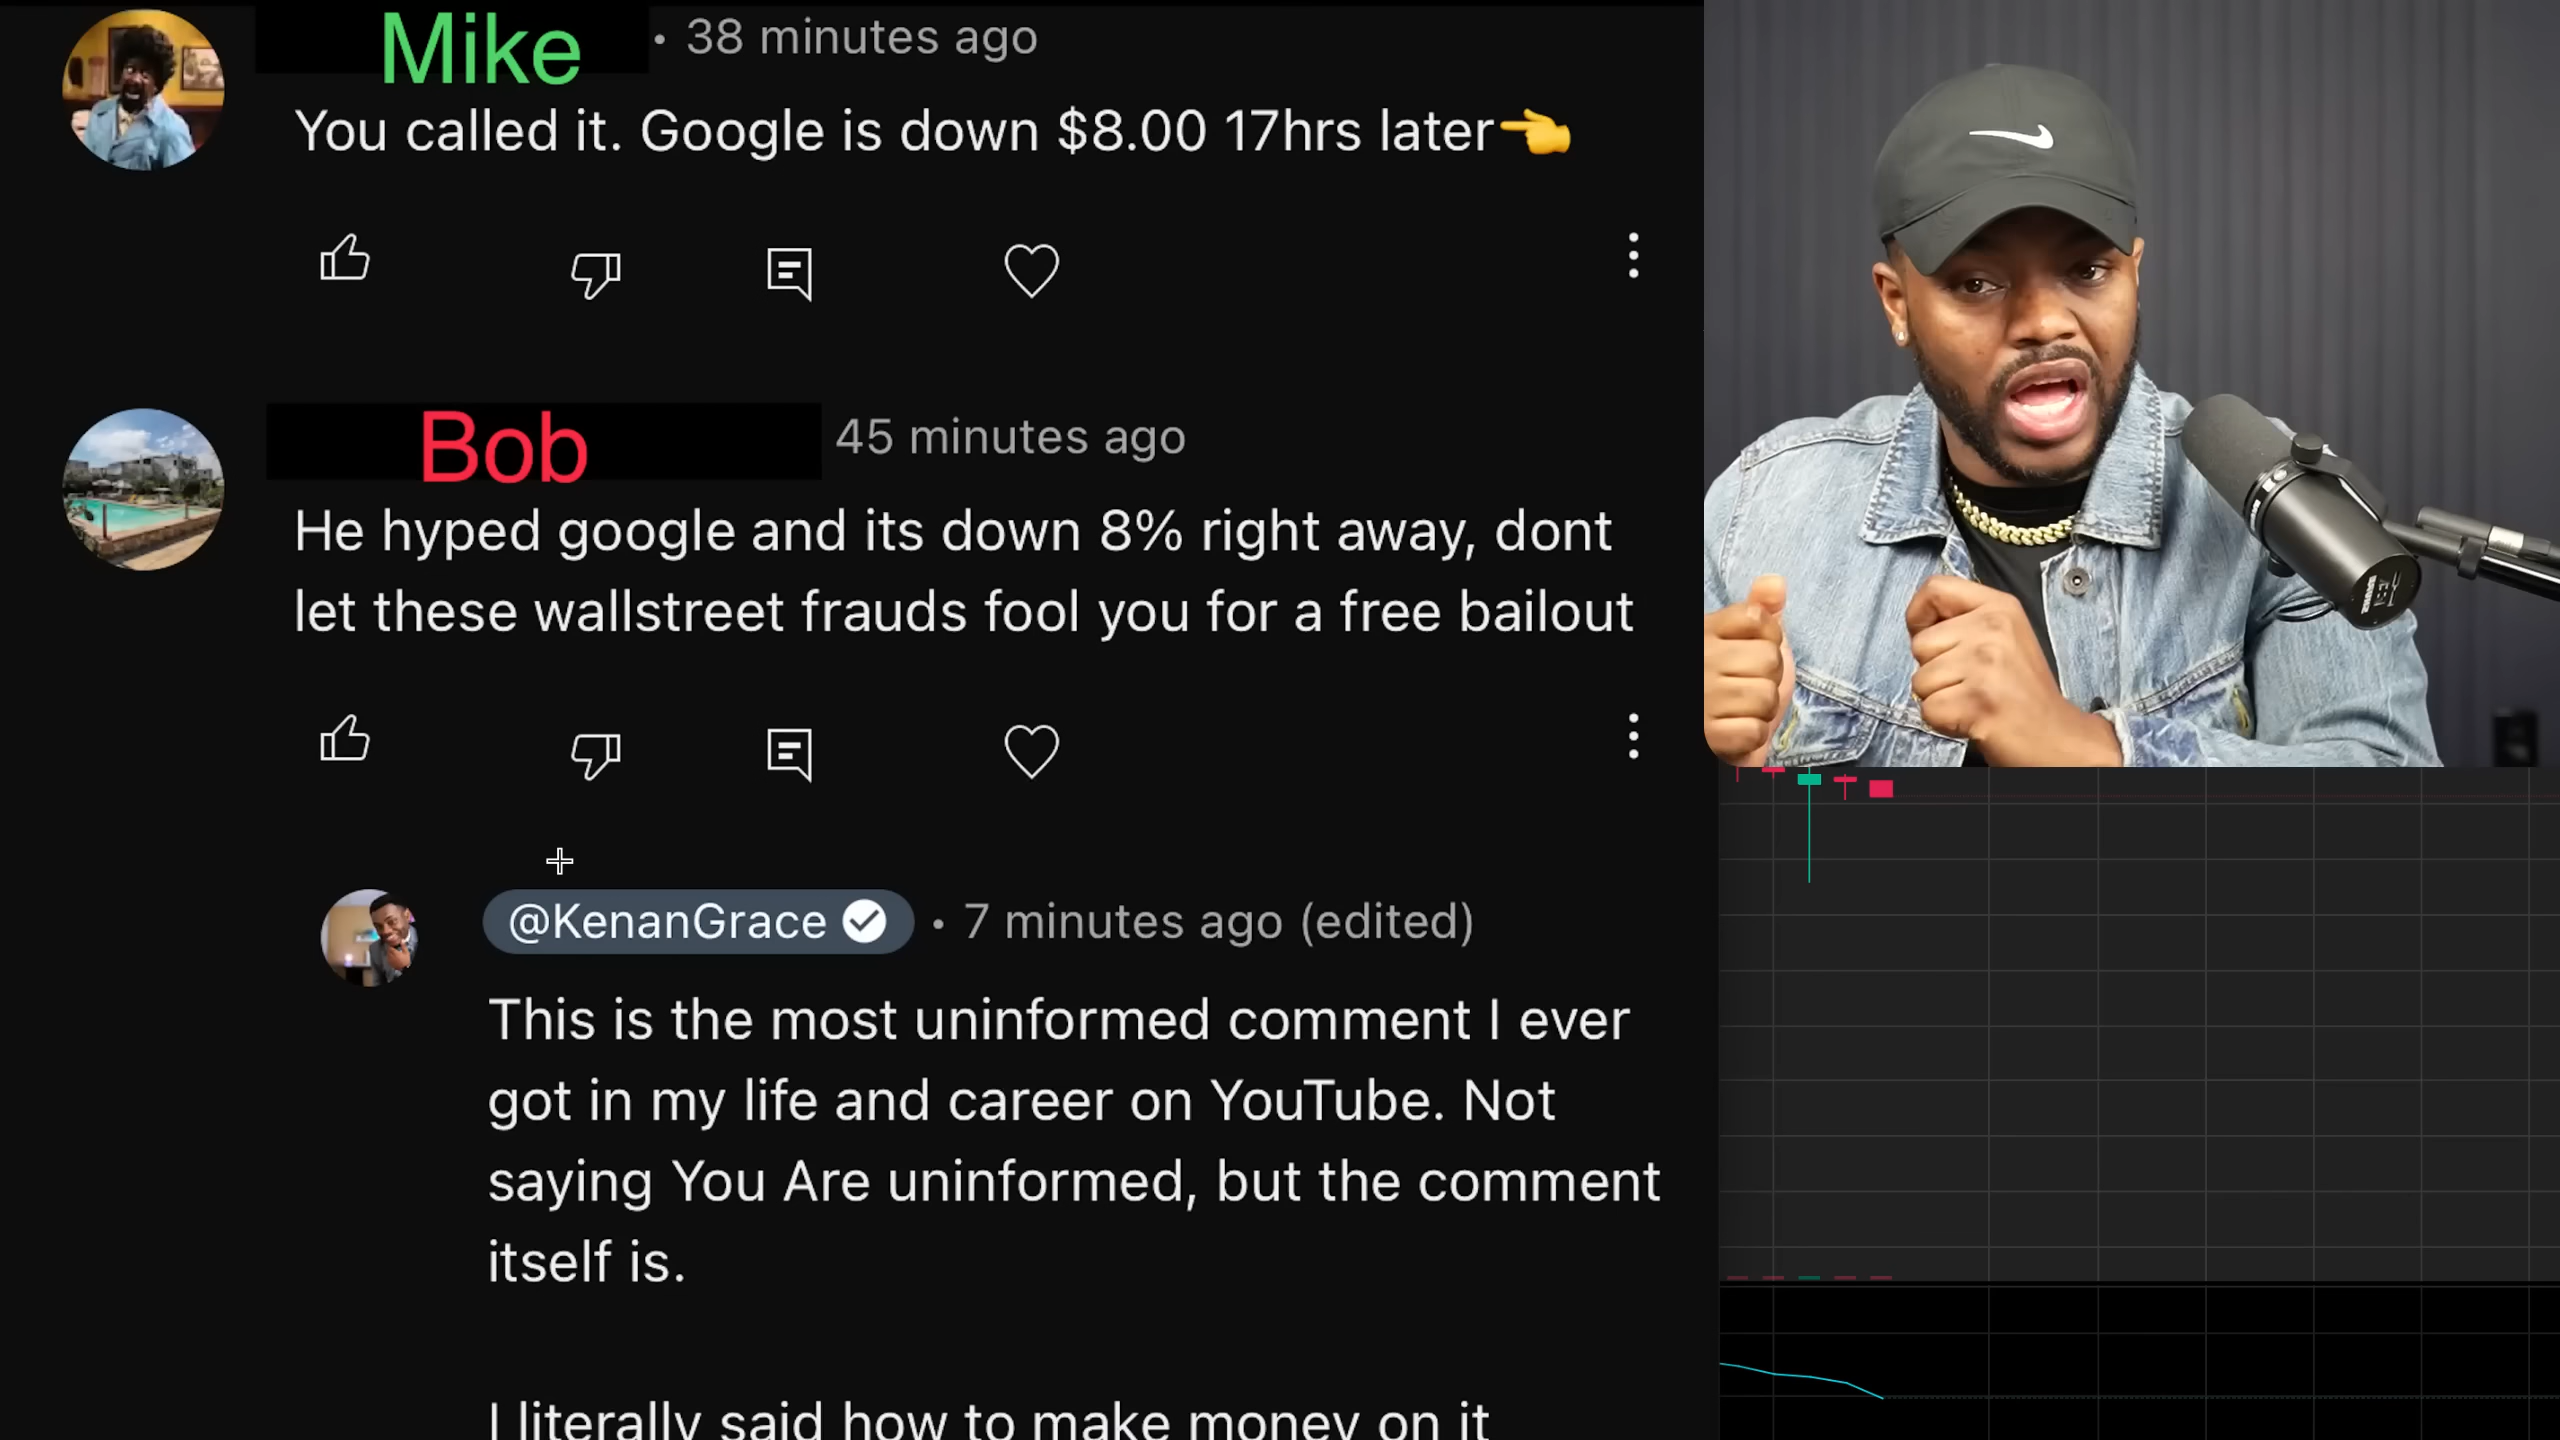 Mike
• 38 minutes ago
You called it. Google is down $8.00 17hrs later👈
Bob
45 minutes ago
He hyped google and its down 8% right away, dont
let these wallstreet frauds fool you for a free bailout
@KenanGrace • 7 minutes ago (edited)
This is the most uninformed comment I ever
got in my life and career on YouTube. Not
saying You Are uninformed, but the comment
itself is.
I literally said how to make money on it